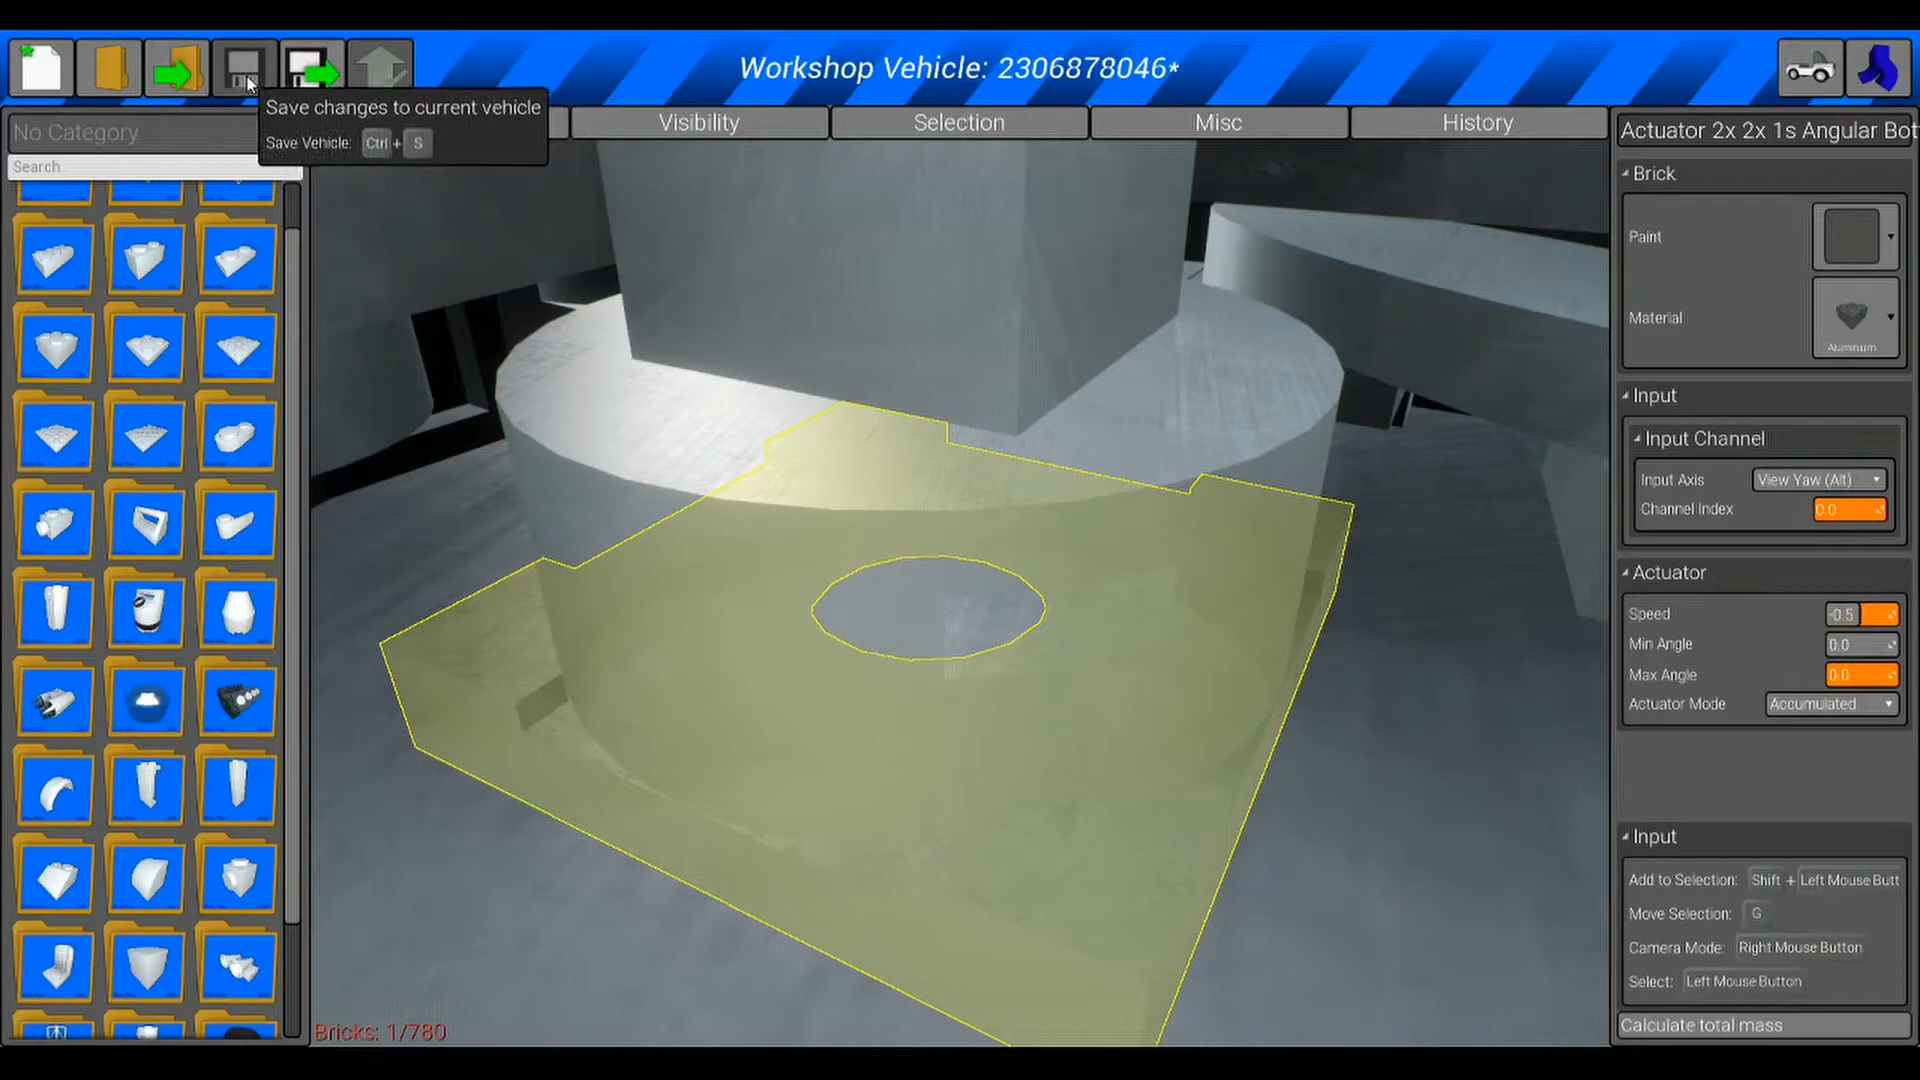 Workshop Vehicle: 2306878046*
Save changes to current vehicle
Save Vehicle: Ctrl + S
No Category
Search
Visibility
Selection
Misc
History
Actuator 2x 2x 1s Angular Bot
Brick
Paint
Material
Aluminum
Input
Input Channel
Input Axis View Yaw (Alt)
Channel Index 0.0
Actuator
Speed -0.5
Min Angle 0.0
Max Angle 0.0
Actuator Mode Accumulated
Input
Add to Selection: Shift + Left Mouse Butt
Move Selection: G
Camera Mode: Right Mouse Button
Select: Left Mouse Button
Calculate total mass
Bricks: 1/780